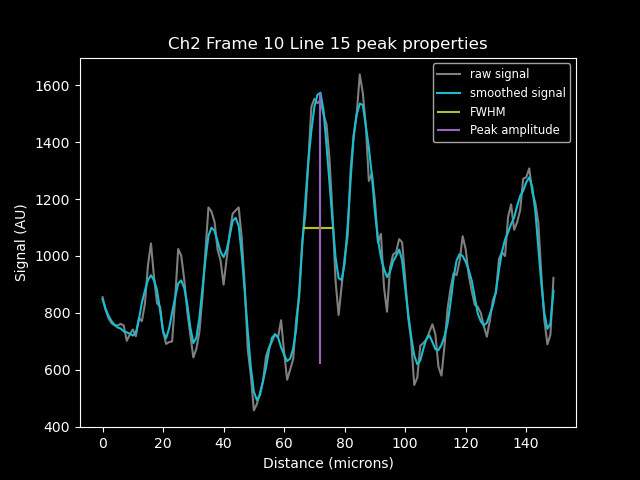 Ch2 Frame 10 Line 15 peak properties
raw signal
smoothed signal
FWHM
Peak amplitude
Signal (AU)
1600
1400
1200
1000
800
600
400
0 20 40 60 80 100 120 140
Distance (microns)